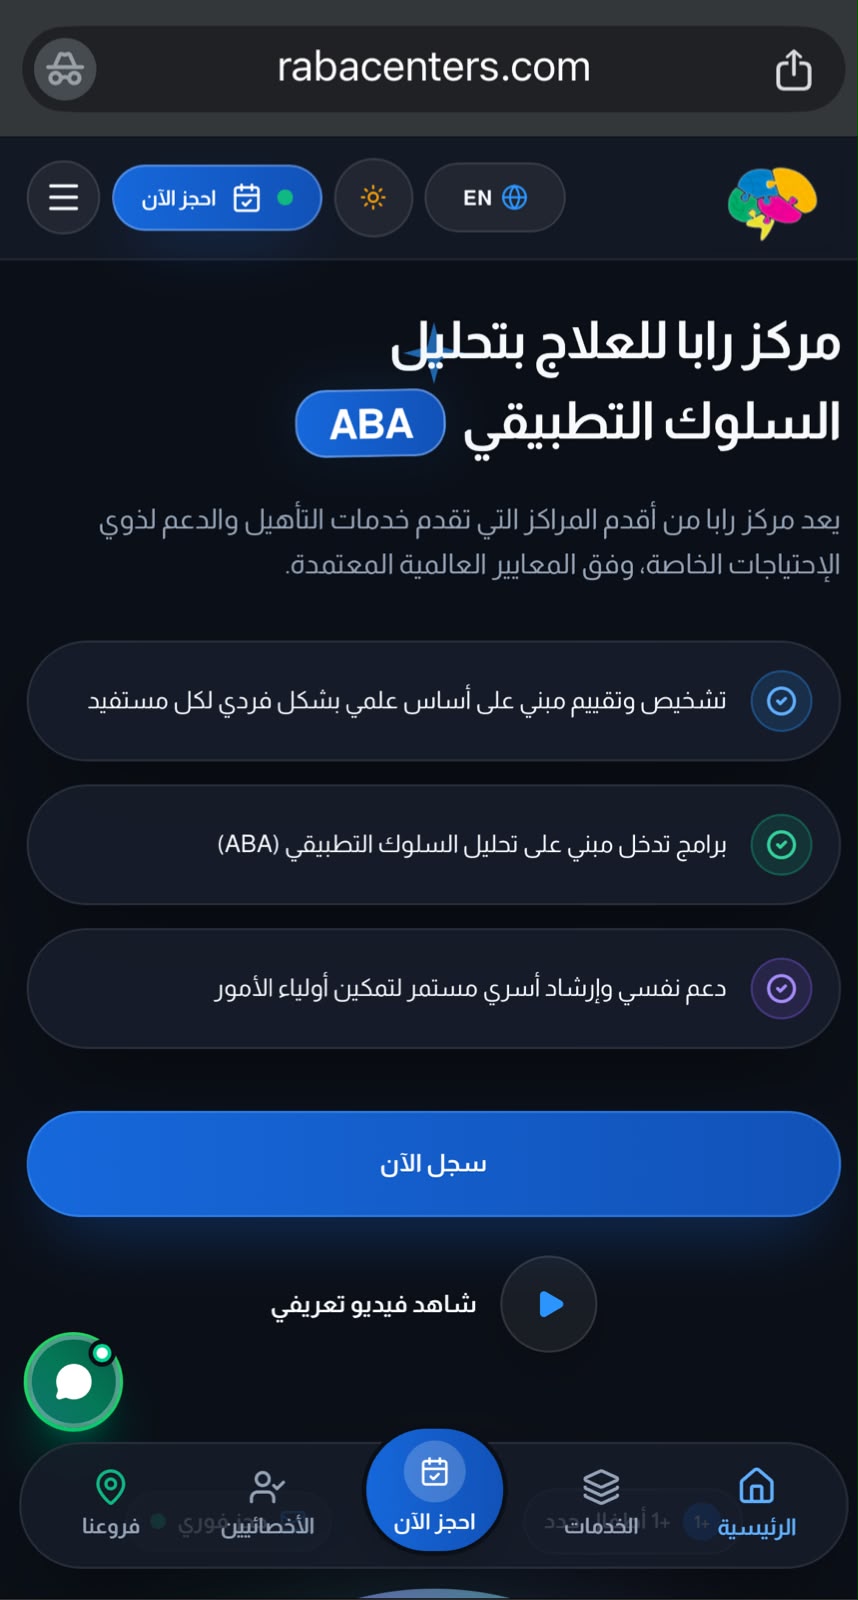 rabacenters.com
EN
احجز الآن
مركز رابا للعلاج بتحليل
السلوك التطبيقي ABA
يعد مركز رابا من أقدم المراكز التي تقدم خدمات التأهيل والدعم لذوي
الإحتياجات الخاصة، وفق المعايير العالمية المعتمدة.
تشخيص وتقييم مبني على أساس علمي بشكل فردي لكل مستفيد
برامج تدخل مبني على تحليل السلوك التطبيقي (ABA)
دعم نفسي وإرشاد أسري مستمر لتمكين أولياء الأمور
سجل الآن
شاهد فيديو تعريفي
الرئيسية
الخدمات
احجز الآن
الأخصائيين
فروعنا
+1
+1
فوري